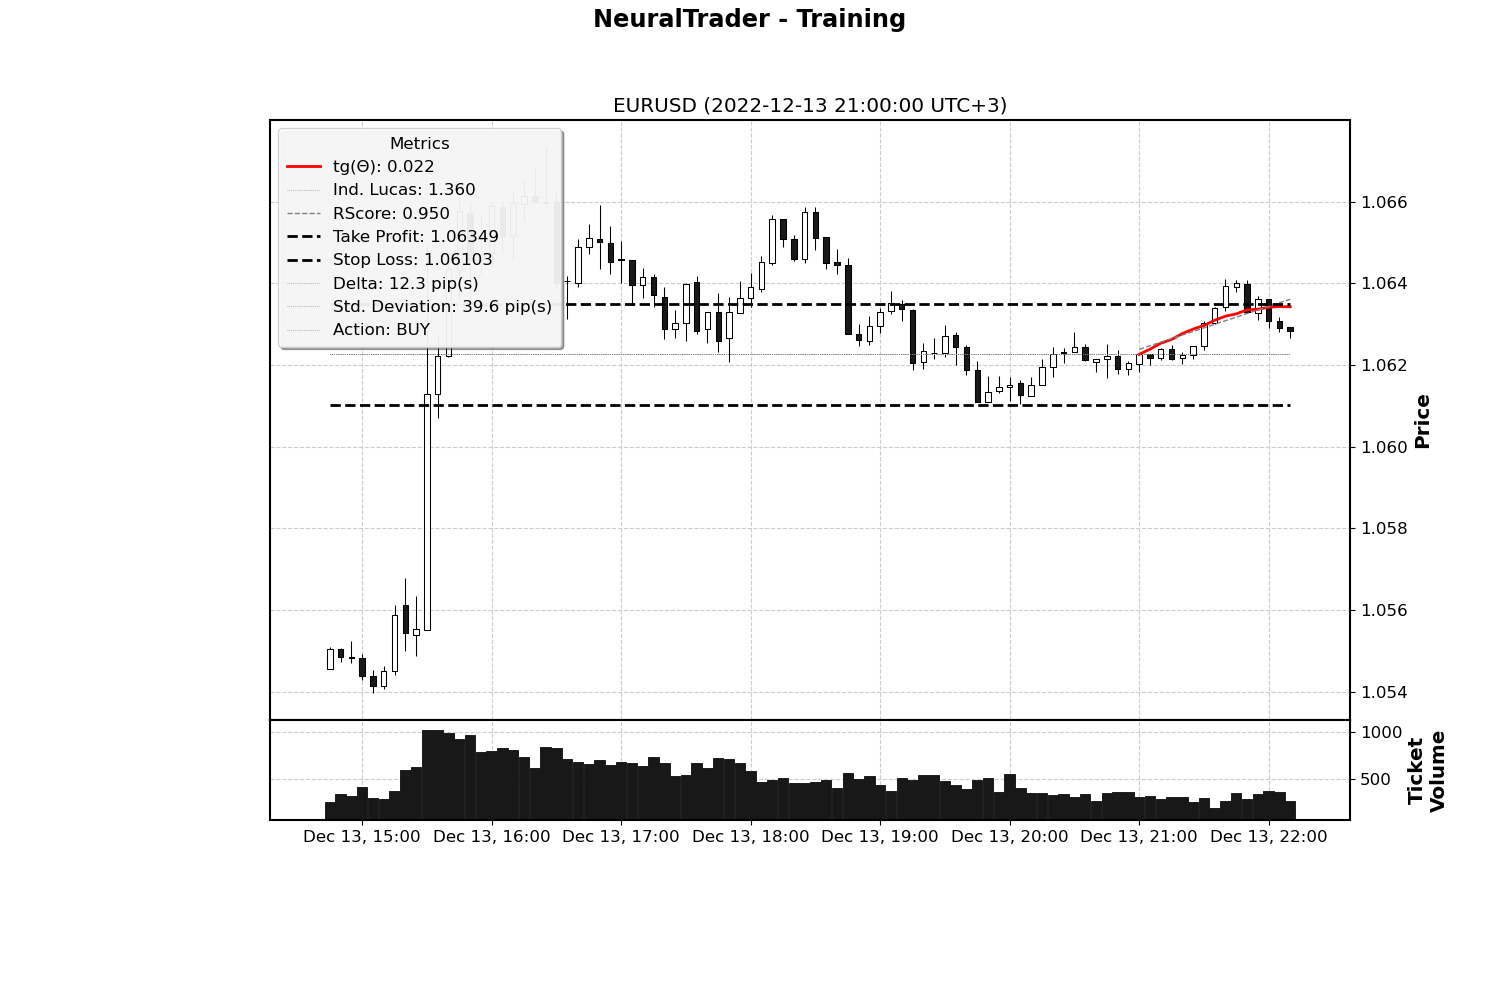 NeuralTrader - Training
EURUSD (2022-12-13 21:00:00 UTC+3)
Metrics
tg(Θ): 0.022
Ind. Lucas: 1.360
RScore: 0.950
Take Profit: 1.06349
Stop Loss: 1.06103
Delta: 12.3 pip(s)
Std. Deviation: 39.6 pip(s)
Action: BUY
1.066
1.064
1.062
1.060
1.058
1.056
1.054
Price
1000
500
Ticket
Volume
Dec 13, 15:00
Dec 13, 16:00
Dec 13, 17:00
Dec 13, 18:00
Dec 13, 19:00
Dec 13, 20:00
Dec 13, 21:00
Dec 13, 22:00